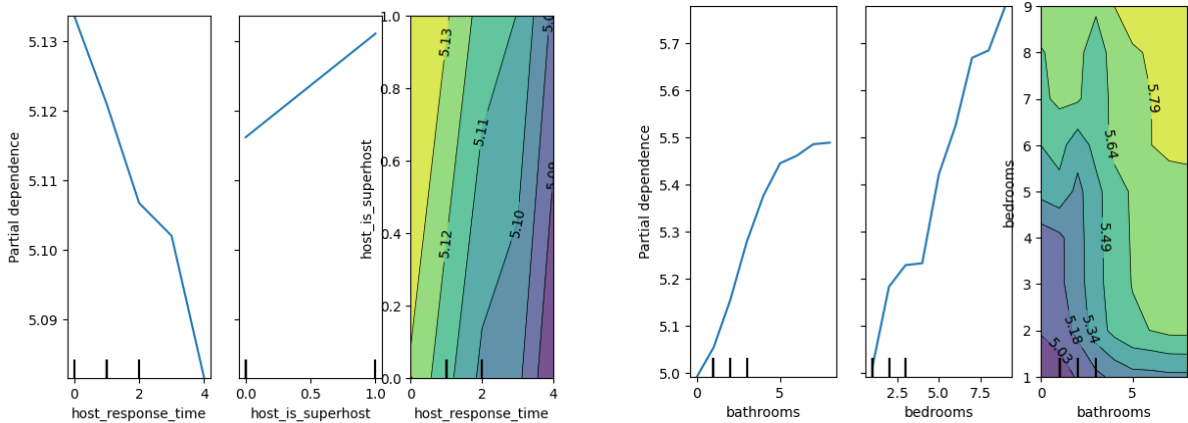 Partial dependence
5.13
5.12
5.11
5.10
5.09
0 2 4
host_response_time
0.0 0.5 1.0
host_is_superhost
host_is_superhost
1.0
0.8
0.6
0.4
0.2
0.0
5.13
5.12
5.11
5.10
5.09
0 2 4
host_response_time
Partial dependence
5.7
5.6
5.5
5.4
5.3
5.2
5.1
5.0
0 5
bathrooms
2.5 5.0 7.5
bedrooms
bedrooms
9
8
7
6
5
4
3
2
1
5.79
5.64
5.49
5.34
5.18
5.03
0 5
bathrooms